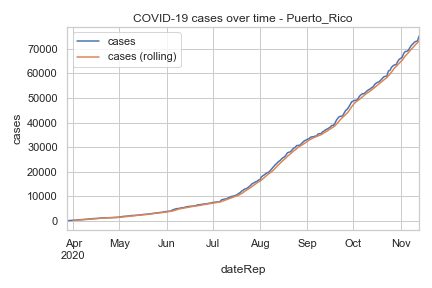 COVID-19 cases over time - Puerto_Rico
cases
cases (rolling)
70000
60000
50000
40000
30000
20000
10000
0
cases
Apr
2020
May
Jun
Jul
Aug
Sep
Oct
Nov
dateRep